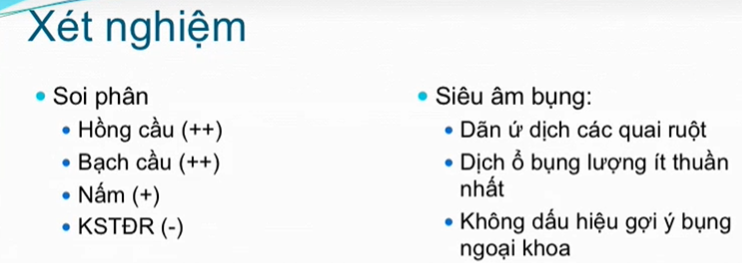 Xét nghiệm
Soi phân
Hồng cầu (++)
Bạch cầu (++)
Nấm (+)
KSTĐR (-)
Siêu âm bụng:
Dãn ứ dịch các quai ruột
Dịch ổ bụng lượng ít thuần
nhất
Không dấu hiệu gợi ý bụng
ngoại khoa